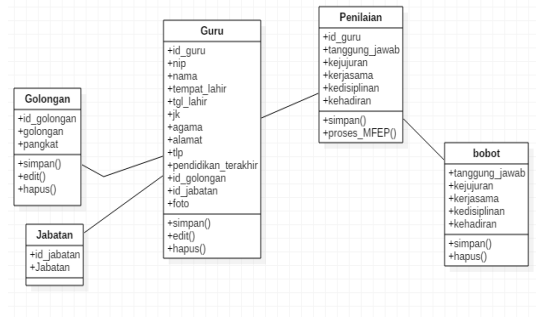 Golongan
+id_golongan
+golongan
+pangkat
+simpan()
+edit()
+hapus()
Jabatan
+id_jabatan
+Jabatan
Guru
+id_guru
+nip
+nama
+tempat_lahir
+tgl_lahir
+jk
+agama
+alamat
+tlp
+pendidikan_terakhir
+id_golongan
+id_jabatan
+foto
+simpan()
+edit()
+hapus()
Penilaian
+id_guru
+tanggung_jawab
+kejujuran
+kerjasama
+kedisiplinan
+kehadiran
+simpan()
+proses_MFEP()
bobot
+tanggung_jawab
+kejujuran
+kerjasama
+kedisiplinan
+kehadiran
+simpan()
+hapus()